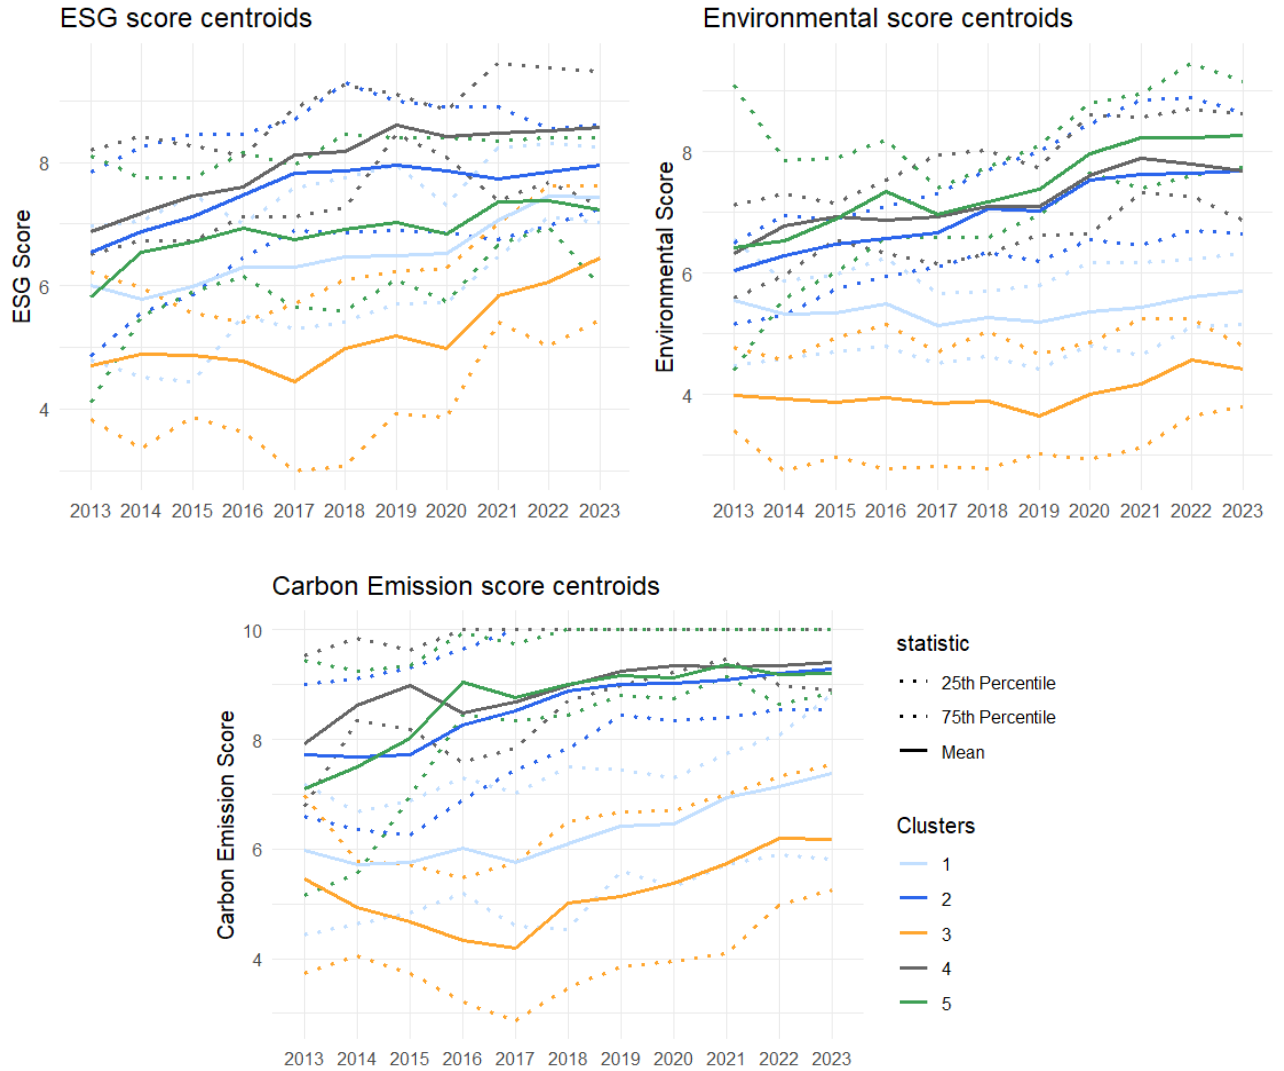 ESG score centroids
ESG Score
8
6
4
2013 2014 2015 2016 2017 2018 2019 2020 2021 2022 2023
Environmental score centroids
Environmental Score
8
6
4
2013 2014 2015 2016 2017 2018 2019 2020 2021 2022 2023
Carbon Emission score centroids
Carbon Emission Score
10
8
6
4
2013 2014 2015 2016 2017 2018 2019 2020 2021 2022 2023
statistic
25th Percentile
75th Percentile
Mean
Clusters
1
2
3
4
5